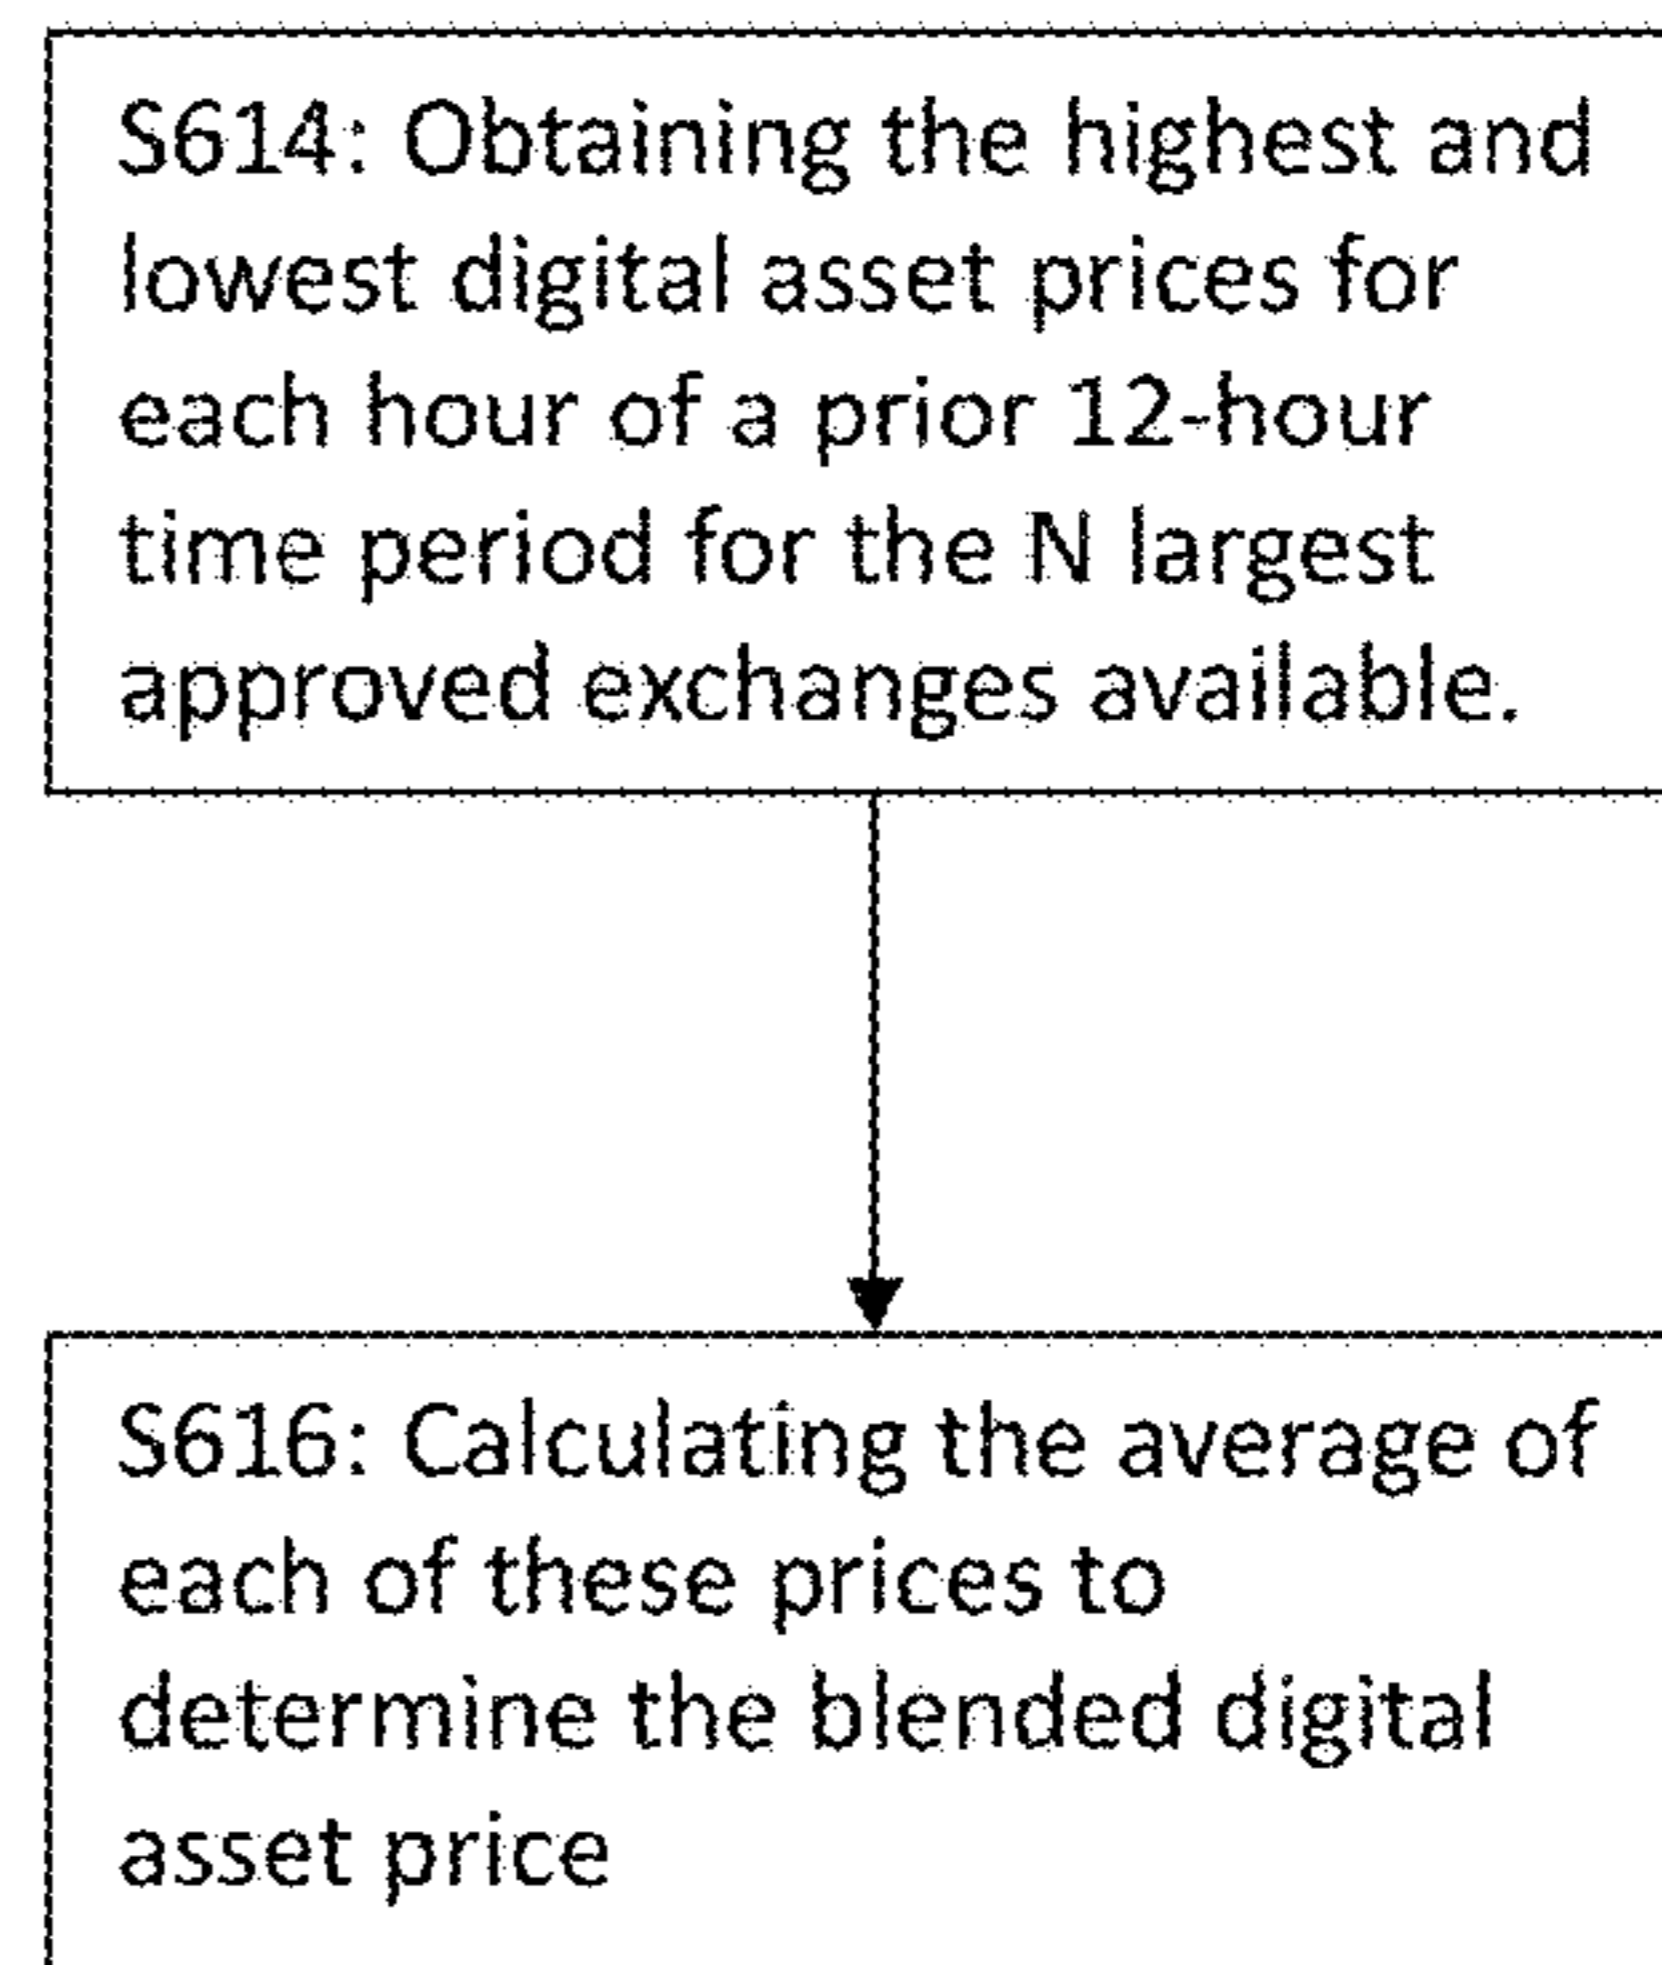 S614: Obtaining the highest and
lowest digital asset prices for
each hour of a prior 12-hour
time period for the N largest
approved exchanges available.
S616: Calculating the average of
each of these prices to
determine the blended digital
asset price